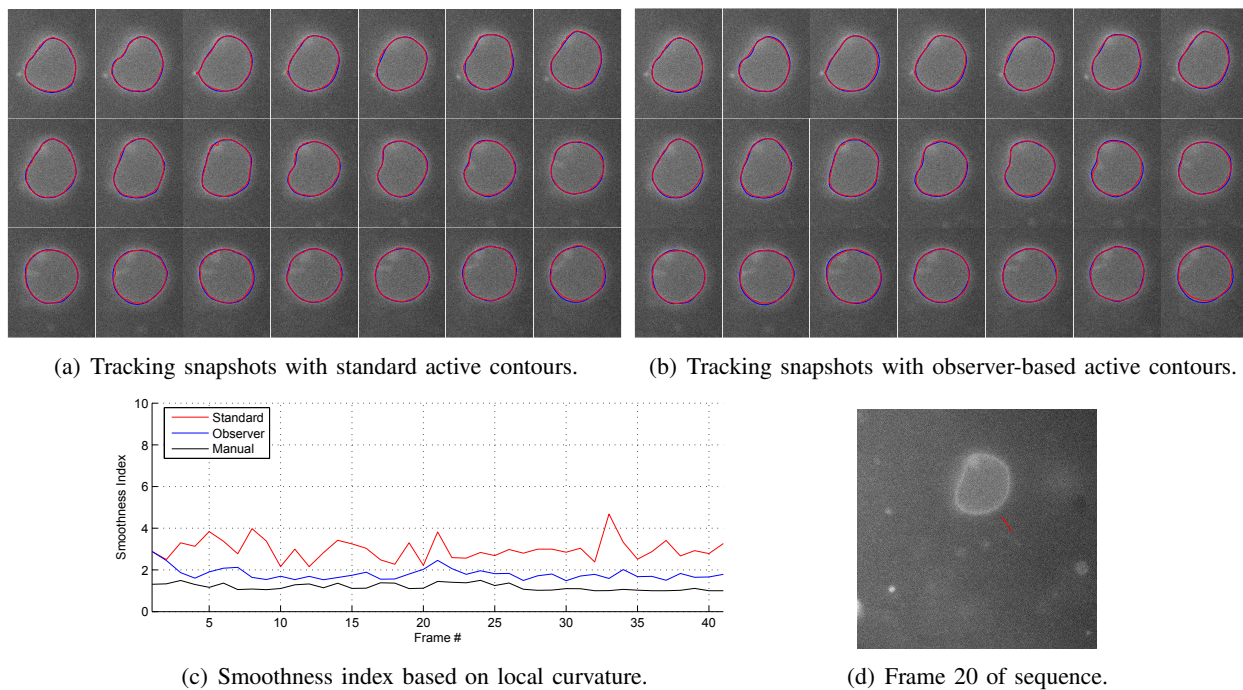 (a) Tracking snapshots with standard active contours.
(b) Tracking snapshots with observer-based active contours.
10
8
6
4
2
0
Smoothness Index
Standard
Observer
Manual
5 10 15 20 25 30 35 40
Frame #
(c) Smoothness index based on local curvature.
(d) Frame 20 of sequence.